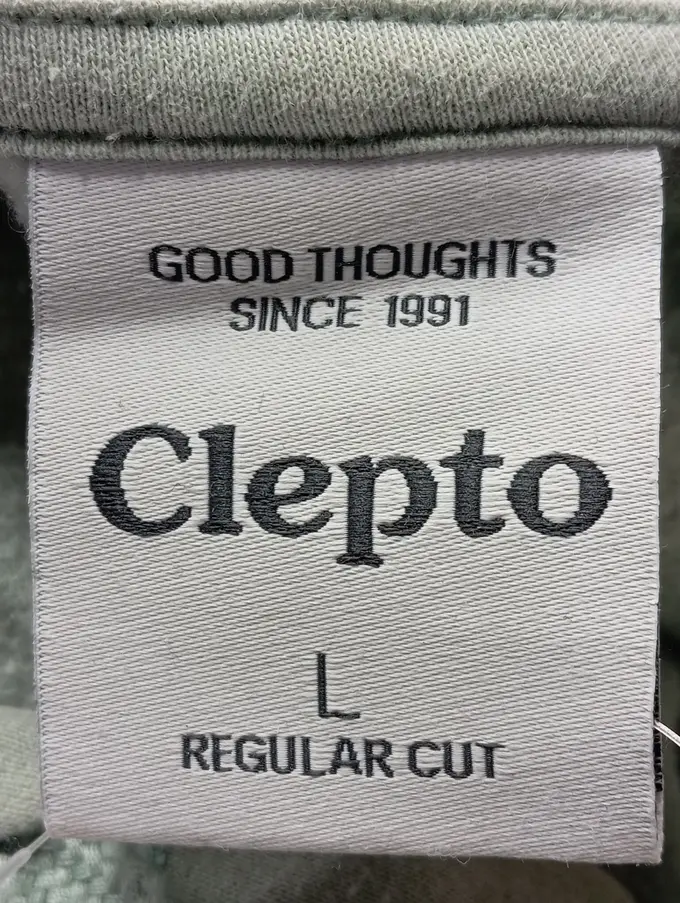 GOOD THOUGHTS
SINCE 1991
Clepto
L
REGULAR CUT